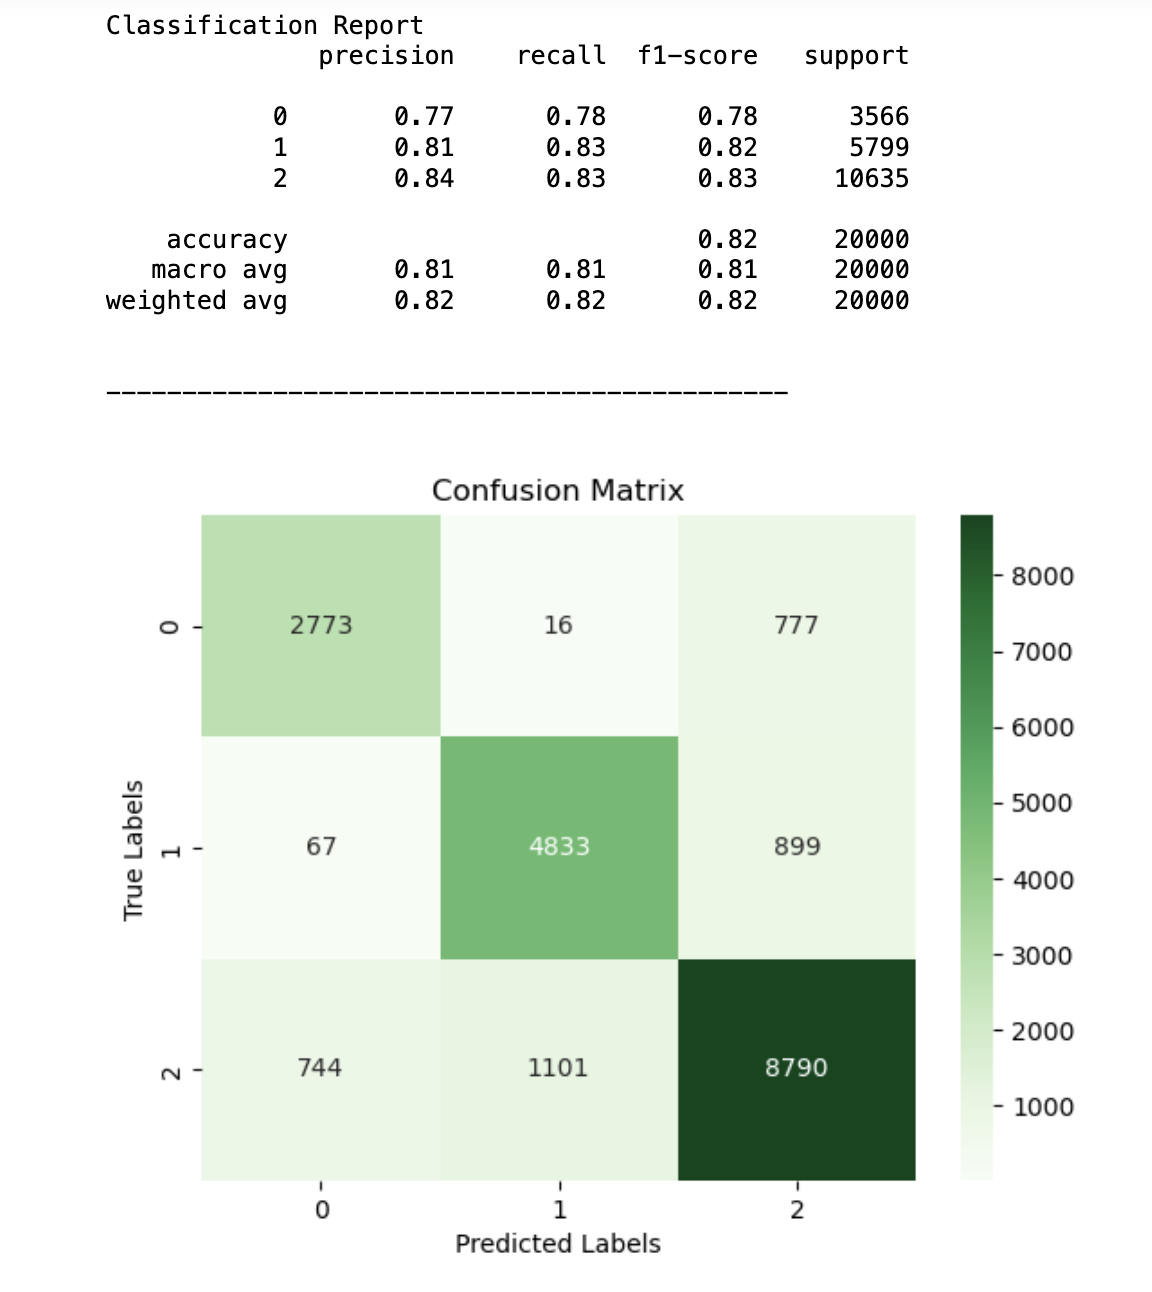 Classification Report
precision recall f1-score support
0 0.77 0.78 0.78 3566
1 0.81 0.83 0.82 5799
2 0.84 0.83 0.83 10635
accuracy 0.82 20000
macro avg 0.81 0.81 0.81 20000
weighted avg 0.82 0.82 0.82 20000
---------------------------------------------
Confusion Matrix
8000
0 2773 16 777
7000
6000
5000
True Labels
1 67 4833 899
4000
3000
2000
2 744 1101 8790
1000
0 1 2
Predicted Labels